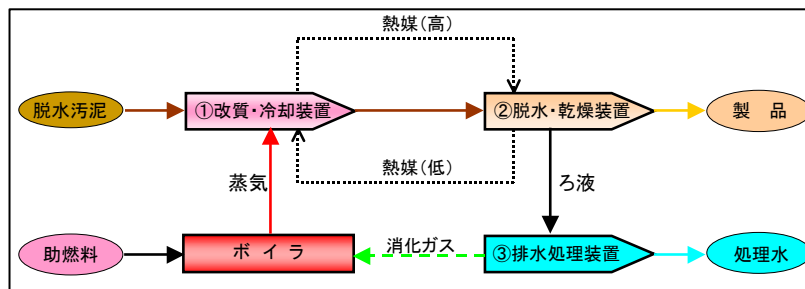 熱媒(高)
脱水汚泥
①改質・冷却装置
②脱水・乾燥装置
製 品
熱媒(低)
蒸気
ろ液
助燃料
ボ イ ラ
消化ガス
③排水処理装置
処理水